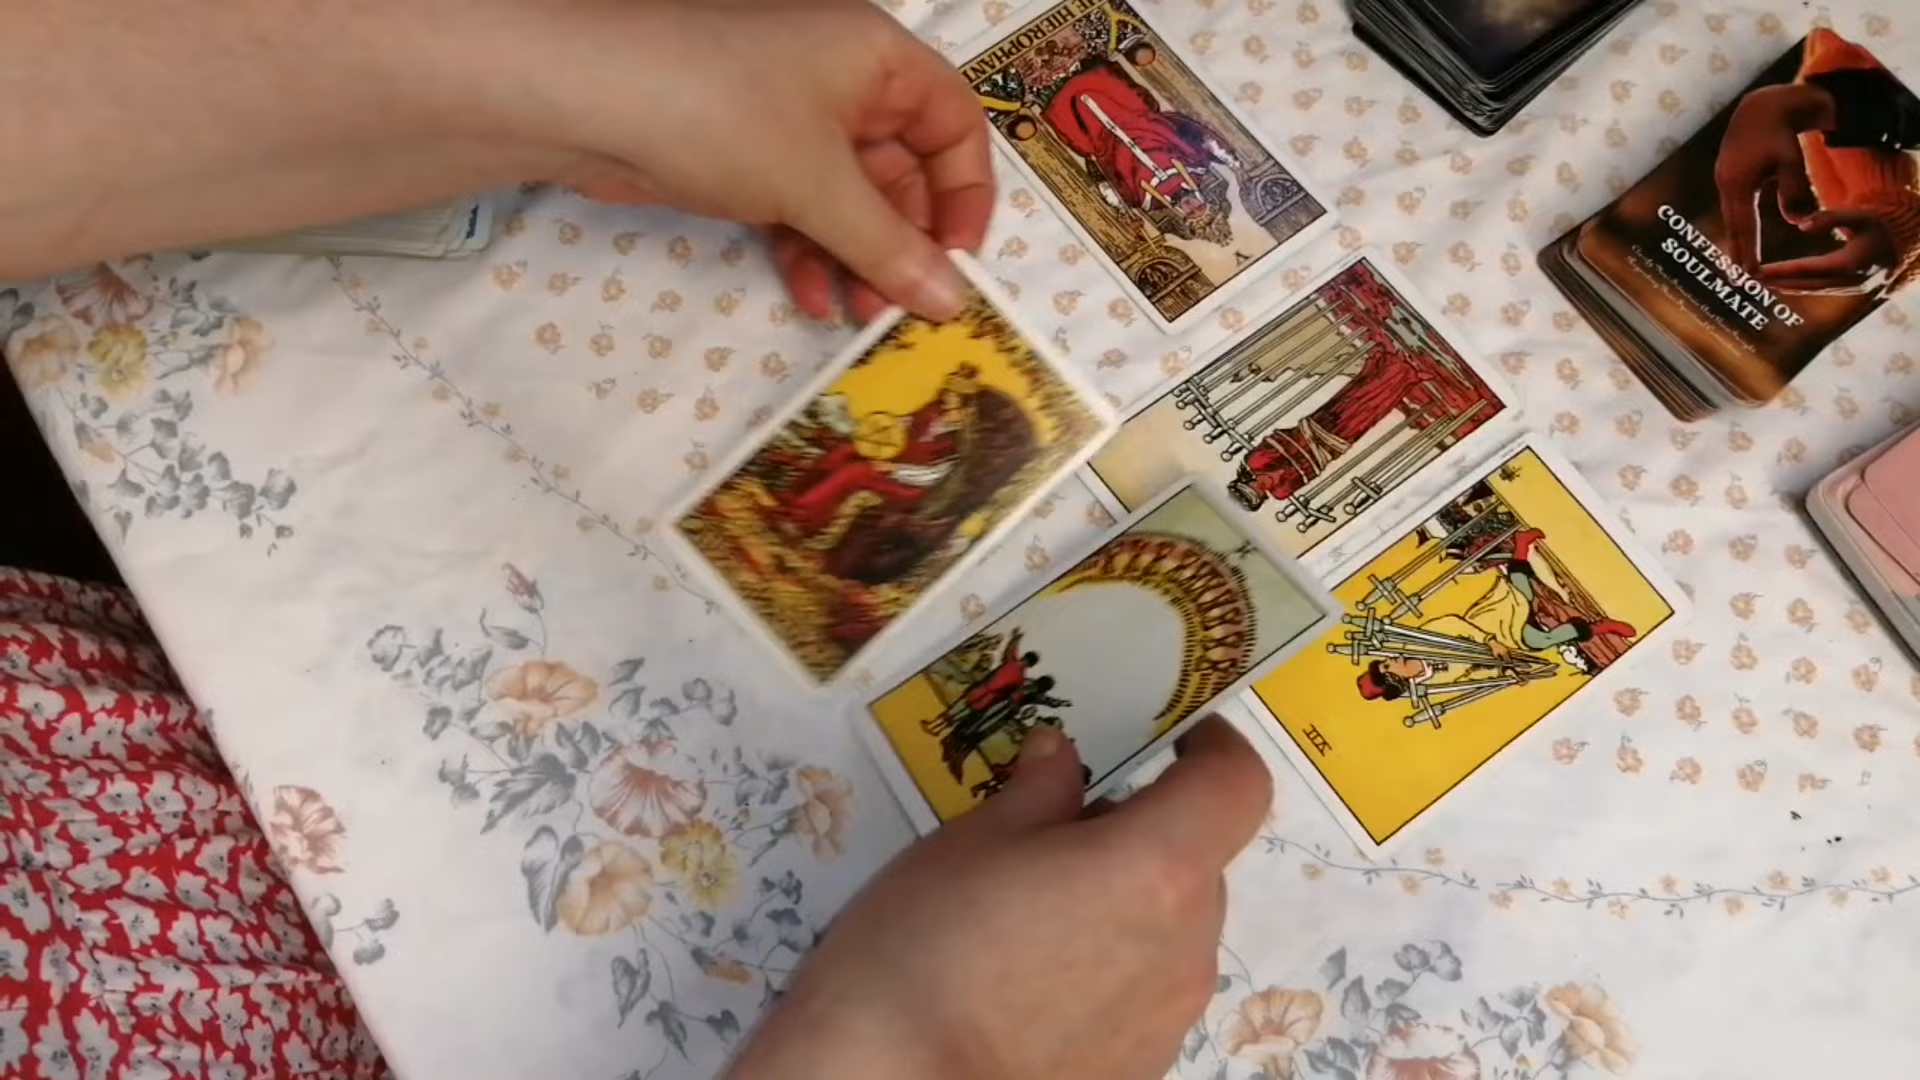 THE HIEROPHANT
V
X
VII
CONFESSION OF
SOULMATE